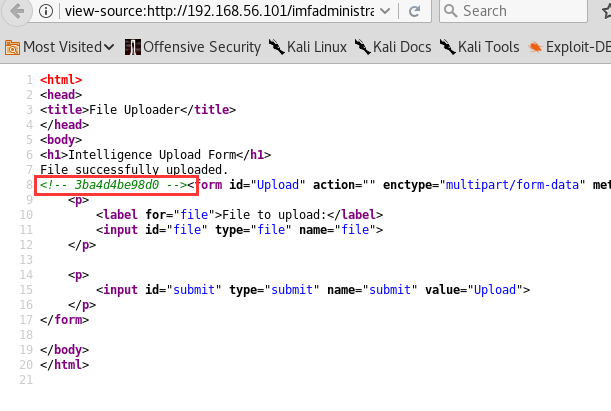 view-source:http://192.168.56.101/imfadministra
Search
Most Visited
Offensive Security
Kali Linux
Kali Docs
Kali Tools
Exploit-DB
1 <html>
2 <head>
3 <title>File Uploader</title>
4 </head>
5 <body>
6 <h1>Intelligence Upload Form</h1>
7 File successfully uploaded.
8 <!-- 3ba4d4be98d0 --><form id="Upload" action="" enctype="multipart/form-data" met
9 <p>
10 <label for="file">File to upload:</label>
11 <input id="file" type="file" name="file">
12 </p>
13
14 <p>
15 <input id="submit" type="submit" name="submit" value="Upload">
16 </p>
17 </form>
18
19 </body>
20 </html>
21